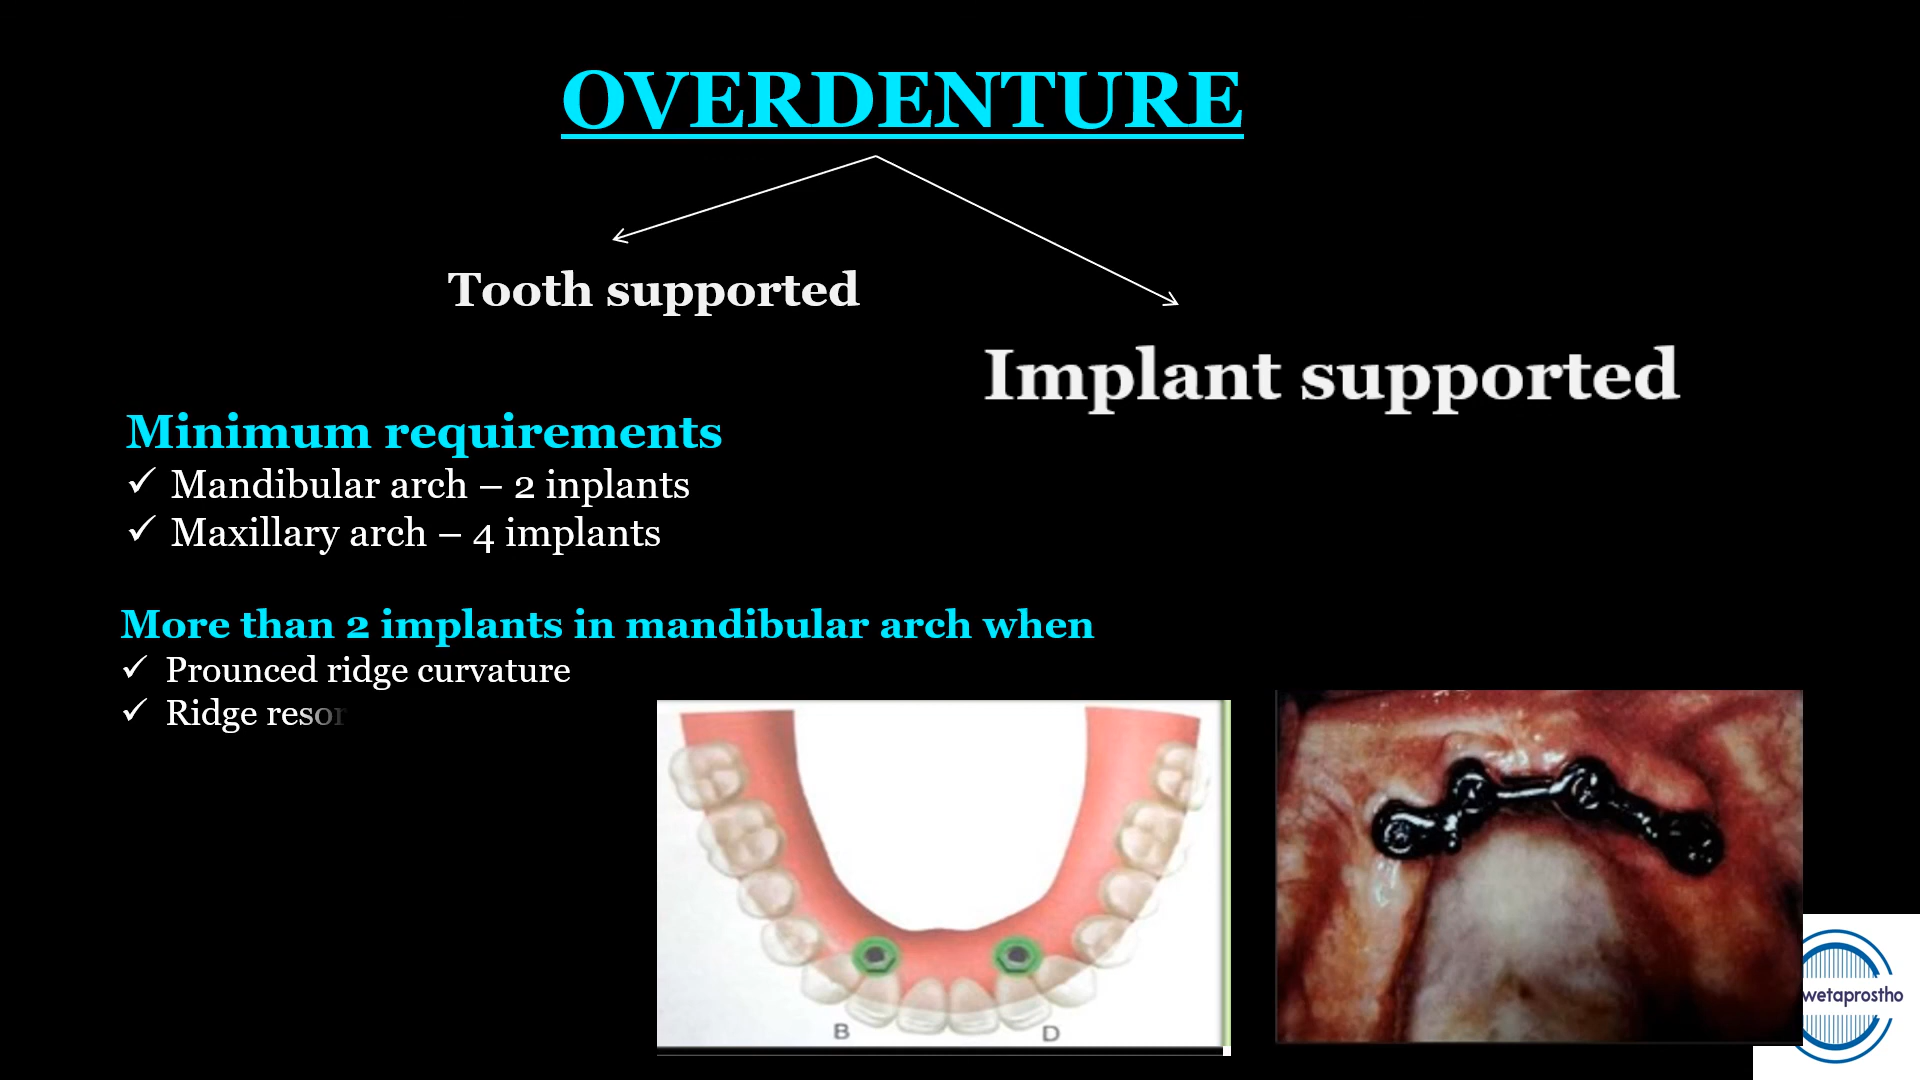 OVERDENTURE
Tooth supported
Implant supported
Minimum requirements
✓ Mandibular arch – 2 inplants
✓ Maxillary arch – 4 implants
More than 2 implants in mandibular arch when
✓ Prounced ridge curvature
✓ Ridge resor
B
D
wetaprostho